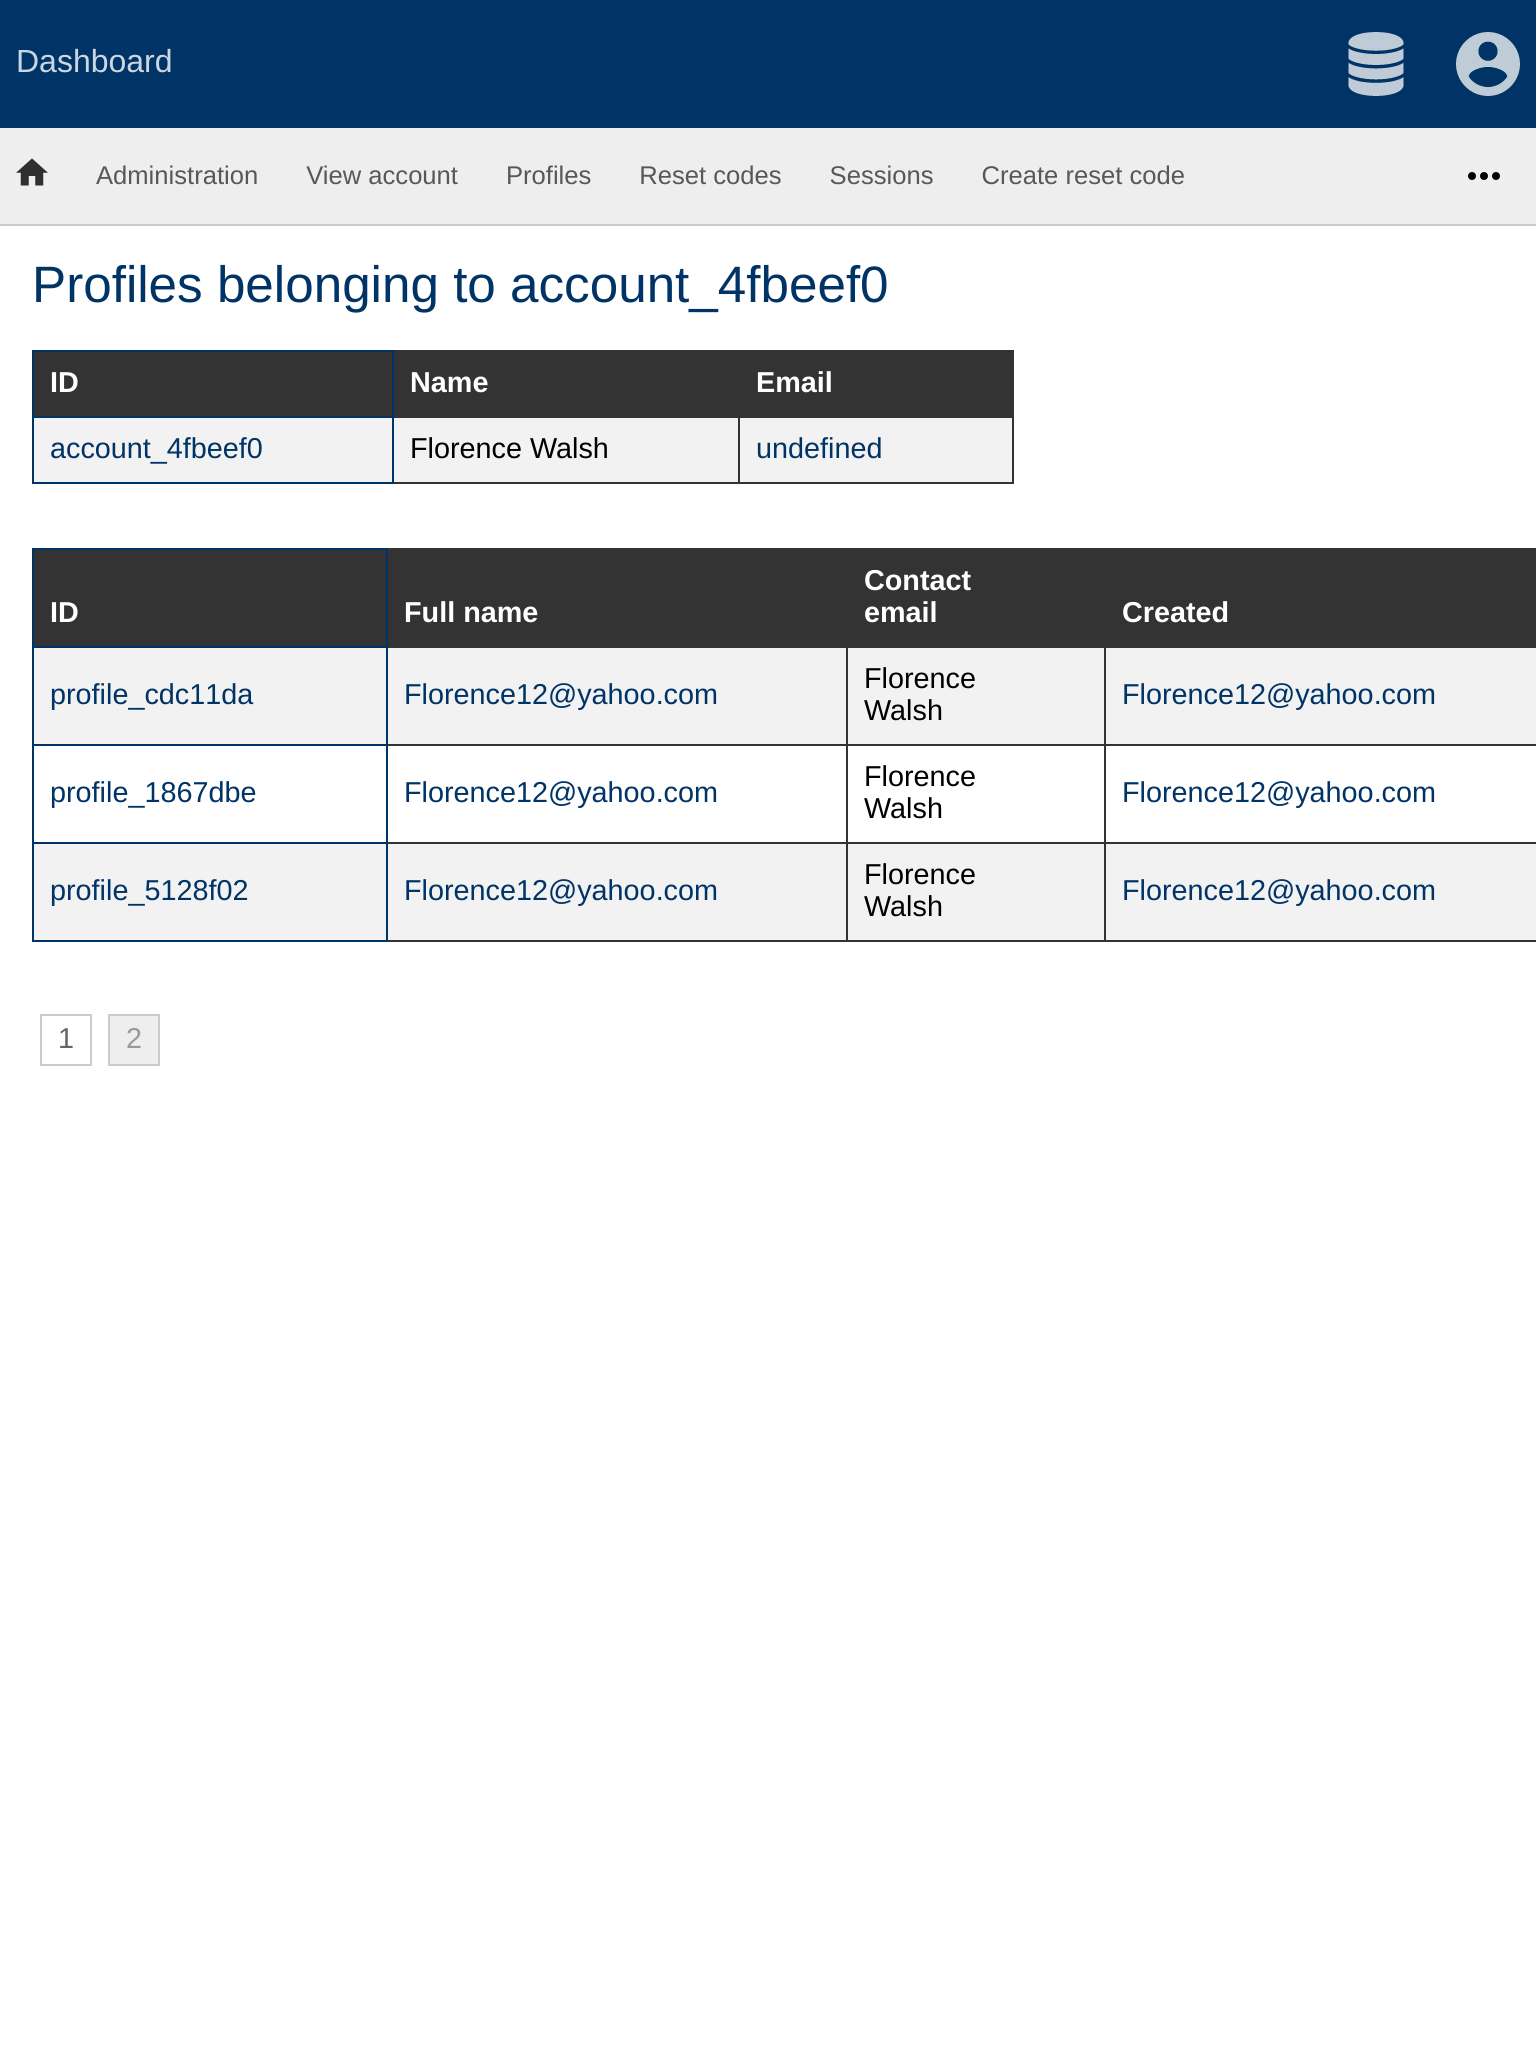 Dashboard
Administration View account Profiles Reset codes Sessions Create reset code
Profiles belonging to account_4fbeef0
ID Name Email
account_4fbeef0 Florence Walsh undefined
ID Full name Contact email Created
profile_cdc11da Florence12@yahoo.com Florence Walsh Florence12@yahoo.com
profile_1867dbe Florence12@yahoo.com Florence Walsh Florence12@yahoo.com
profile_5128f02 Florence12@yahoo.com Florence Walsh Florence12@yahoo.com
1 2